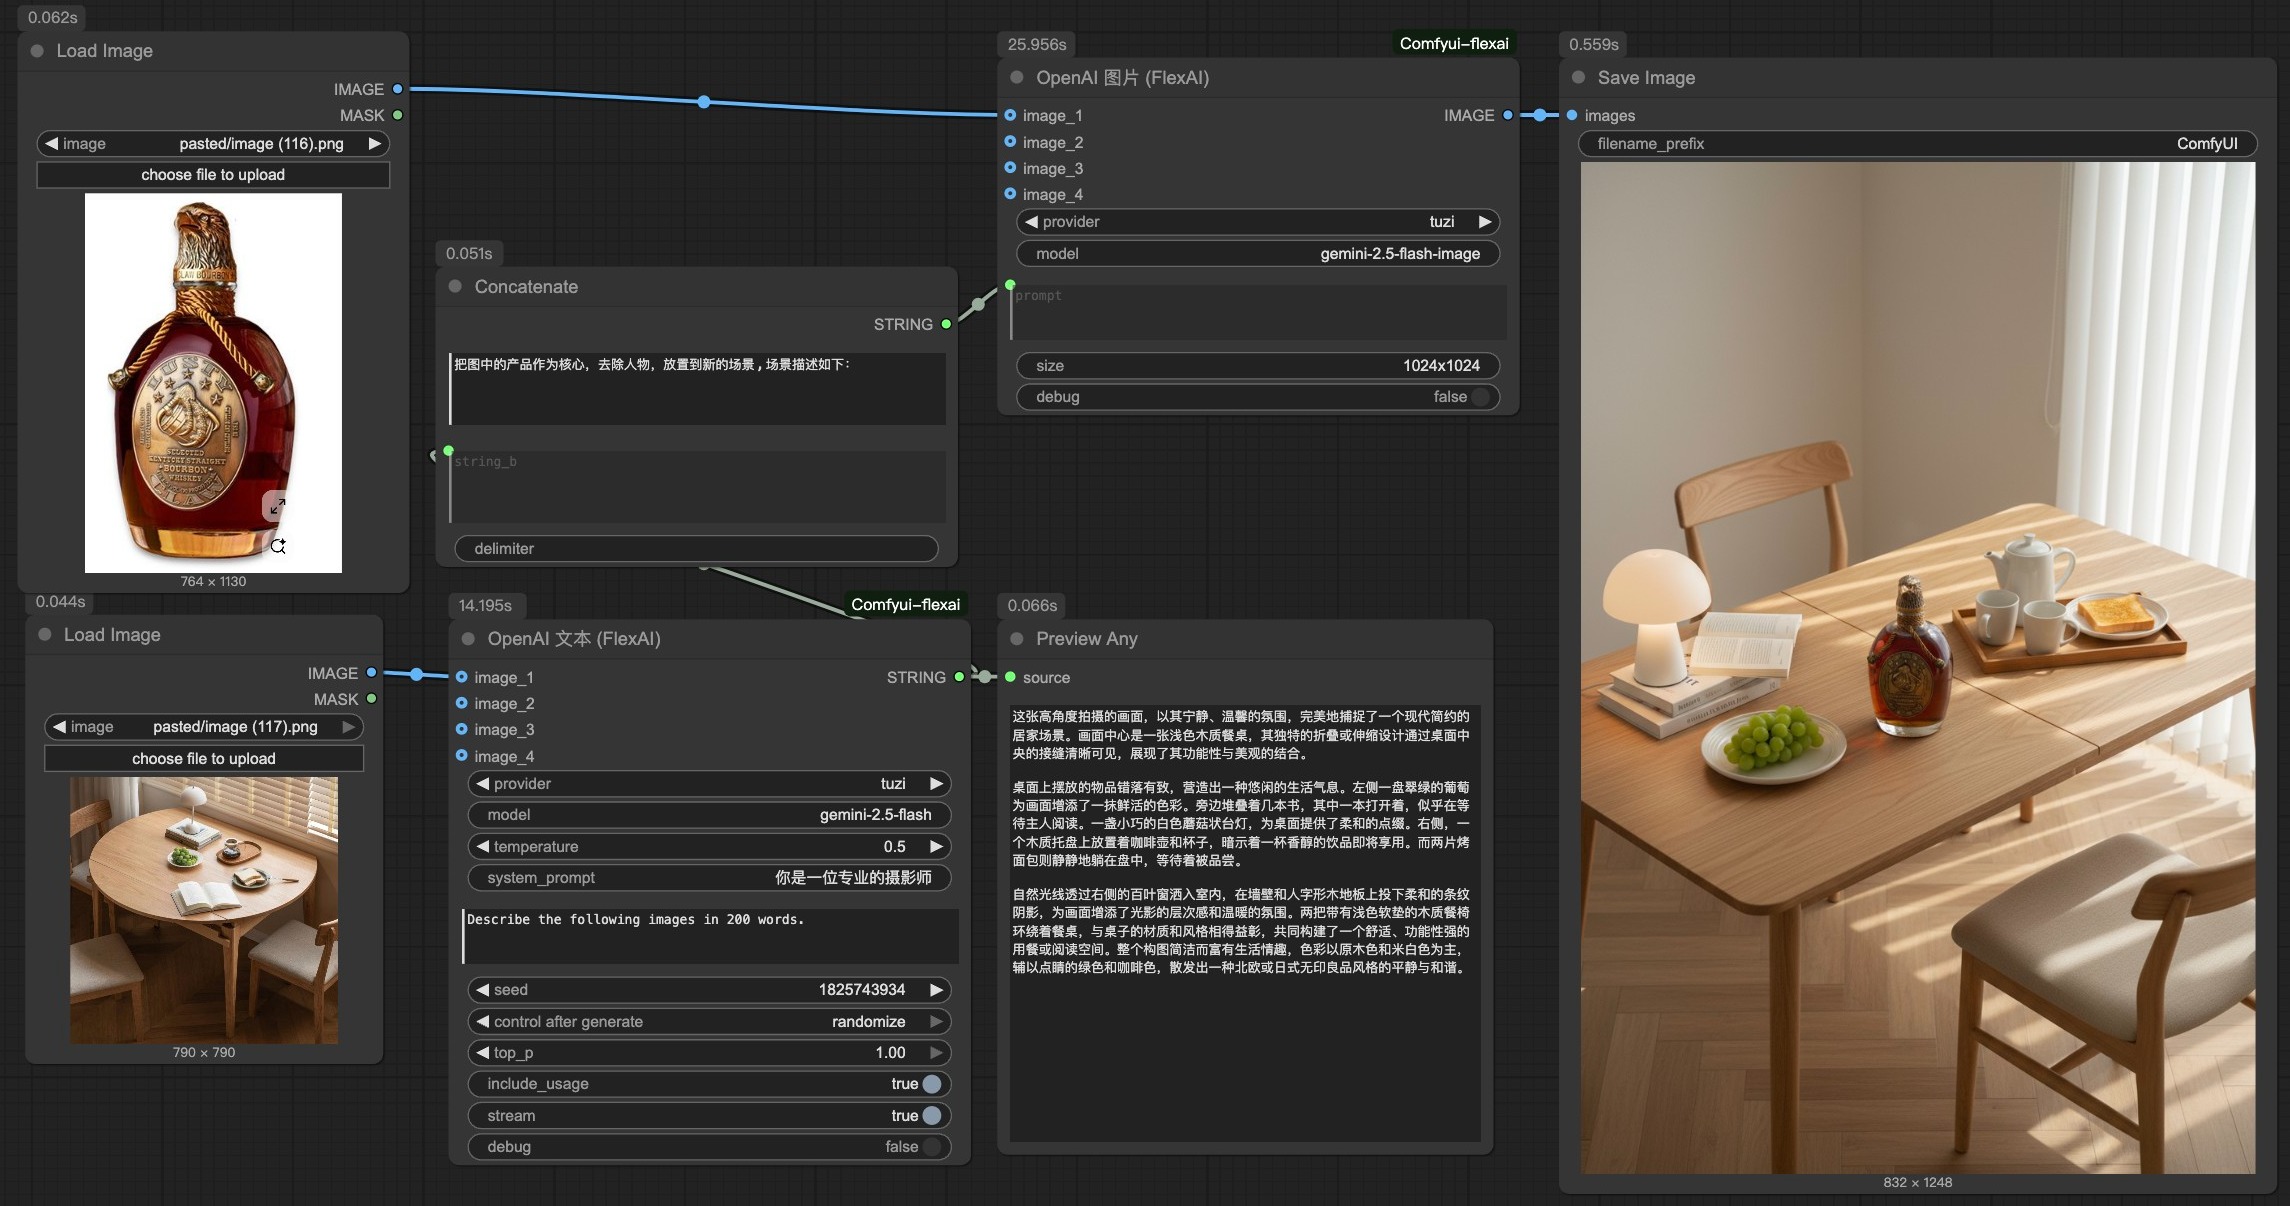 0.062s
Load Image
IMAGE
MASK
image pasted/image (116).png
choose file to upload
SELECTED
KENTUCKY STRAIGHT
BOURBON
WHISKEY
764 × 1130
0.044s
Load Image
IMAGE
MASK
image pasted/image (117).png
choose file to upload
790 × 790
0.051s
Concatenate
STRING
把图中的产品作为核心，去除人物，放置到新的场景，场景描述如下：
string_b
delimiter
14.195s
Comfyui-flexai
OpenAI 文本 (FlexAI)
image_1 STRING
image_2
image_3
image_4
provider tuzi
model gemini-2.5-flash
temperature 0.5
system_prompt 你是一位专业的摄影师
Describe the following images in 200 words.
seed 1825743934
control after generate randomize
top_p 1.00
include_usage true
stream true
debug false
25.956s
Comfyui-flexai
OpenAI 图片 (FlexAI)
image_1 IMAGE
image_2
image_3
image_4
provider tuzi
model gemini-2.5-flash-image
prompt
size 1024x1024
debug false
0.066s
Preview Any
source
这张高角度拍摄的画面，以其宁静、温馨的氛围，完美地捕捉了一个现代简约的
居家场景。画面中心是一张浅色木质餐桌，其独特的折叠或伸缩设计通过桌面中
央的接缝清晰可见，展现了其功能性与美观的结合。
桌面上摆放的物品错落有致，营造出一种悠闲的生活气息。左侧一盘翠绿的葡萄
为画面增添了一抹鲜活的色彩。旁边堆叠着几本书，其中一本打开着，似乎在等
待主人阅读。一盏小巧的白色蘑菇状台灯，为桌面提供了柔和的点缀。右侧，一
个木质托盘上放置着咖啡壶和杯子，暗示着一杯香醇的饮品即将享用。而两片烤
面包则静静地躺在盘中，等待着被品尝。
自然光线透过右侧的百叶窗洒入室内，在墙壁和人字形木地板上投下柔和的条纹
阴影，为画面增添了光影的层次感和温暖的氛围。两把带有浅色软垫的木质餐椅
环绕着餐桌，与桌子的材质和风格相得益彰，共同构建了一个舒适、功能性强的
用餐或阅读空间。整个构图简洁而富有生活情趣，色彩以原木色和米白色为主，
辅以点睛的绿色和咖啡色，散发出一种北欧或日式无印良品风格的平静与和谐。
0.559s
Save Image
images
filename_prefix ComfyUI
832 × 1248